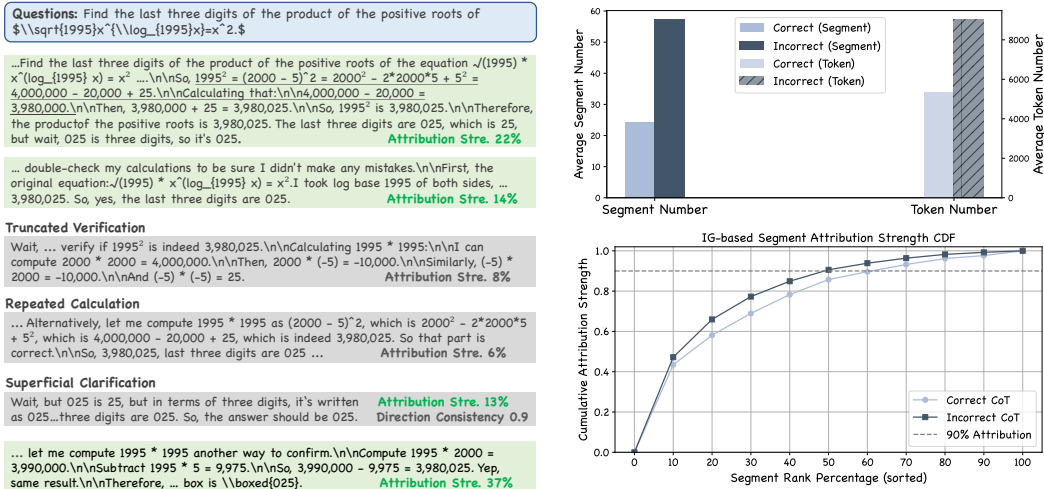 Questions: Find the last three digits of the product of the positive roots of
$\\sqrt{1995}x^{\\log_{1995}x}=x^2.$
...Find the last three digits of the product of the positive roots of the equation √(1995) *
x^(log_{1995} x) = x² ....\n\nSo, 1995² = (2000 - 5)^2 = 2000² - 2*2000*5 + 5² =
4,000,000 - 20,000 + 25.\n\nCalculating that:\n\n4,000,000 - 20,000 =
3,980,000.\n\nThen, 3,980,000 + 25 = 3,980,025.\n\nSo, 1995² is 3,980,025.\n\nTherefore,
the productof the positive roots is 3,980,025. The last three digits are 025, which is 25,
but wait, 025 is three digits, so it's 025. Attribution Stre. 22%
... double-check my calculations to be sure I didn't make any mistakes.\n\nFirst, the
original equation:√(1995) * x^(log_{1995} x) = x².I took log base 1995 of both sides, ...
3,980,025. So, yes, the last three digits are 025. Attribution Stre. 14%
Truncated Verification
Wait, ... verify if 1995² is indeed 3,980,025.\n\nCalculating 1995 * 1995:\n\nI can
compute 2000 * 2000 = 4,000,000.\n\nThen, 2000 * (-5) = -10,000.\n\nSimilarly, (-5) *
2000 = -10,000.\n\nAnd (-5) * (-5) = 25. Attribution Stre. 8%
Repeated Calculation
... Alternatively, let me compute 1995 * 1995 as (2000 - 5)^2, which is 2000² - 2*2000*5
+ 5², which is 4,000,000 - 20,000 + 25, which is indeed 3,980,025. So that part is
correct.\n\nSo, 3,980,025, last three digits are 025 ... Attribution Stre. 6%
Superficial Clarification
Wait, but 025 is 25, but in terms of three digits, it`s written Attribution Stre. 13%
as 025...three digits are 025. So, the answer should be 025. Direction Consistency 0.9
... let me compute 1995 * 1995 another way to confirm.\n\nCompute 1995 * 2000 =
3,990,000.\n\nSubtract 1995 * 5 = 9,975.\n\nSo, 3,990,000 - 9,975 = 3,980,025. Yep,
same result.\n\nTherefore, ... box is \\boxed{025}. Attribution Stre. 37%
Average Segment Number
60
50
40
30
20
10
0
Correct (Segment)
Incorrect (Segment)
Correct (Token)
Incorrect (Token)
8000
6000
4000
2000
0
Average Token Number
Segment Number Token Number
IG-based Segment Attribution Strength CDF
Cumulative Attribution Strength
1.0
0.8
0.6
0.4
0.2
0.0
Correct CoT
Incorrect CoT
90% Attribution
0 10 20 30 40 50 60 70 80 90 100
Segment Rank Percentage (sorted)